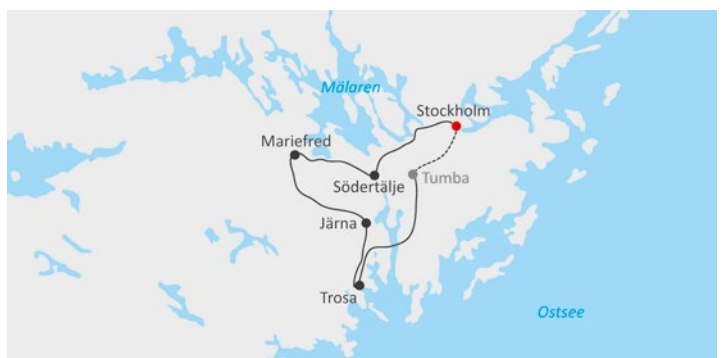 Mälaren
Stockholm
Mariefred
Södertälje
Tumba
Järna
Trosa
Ostsee